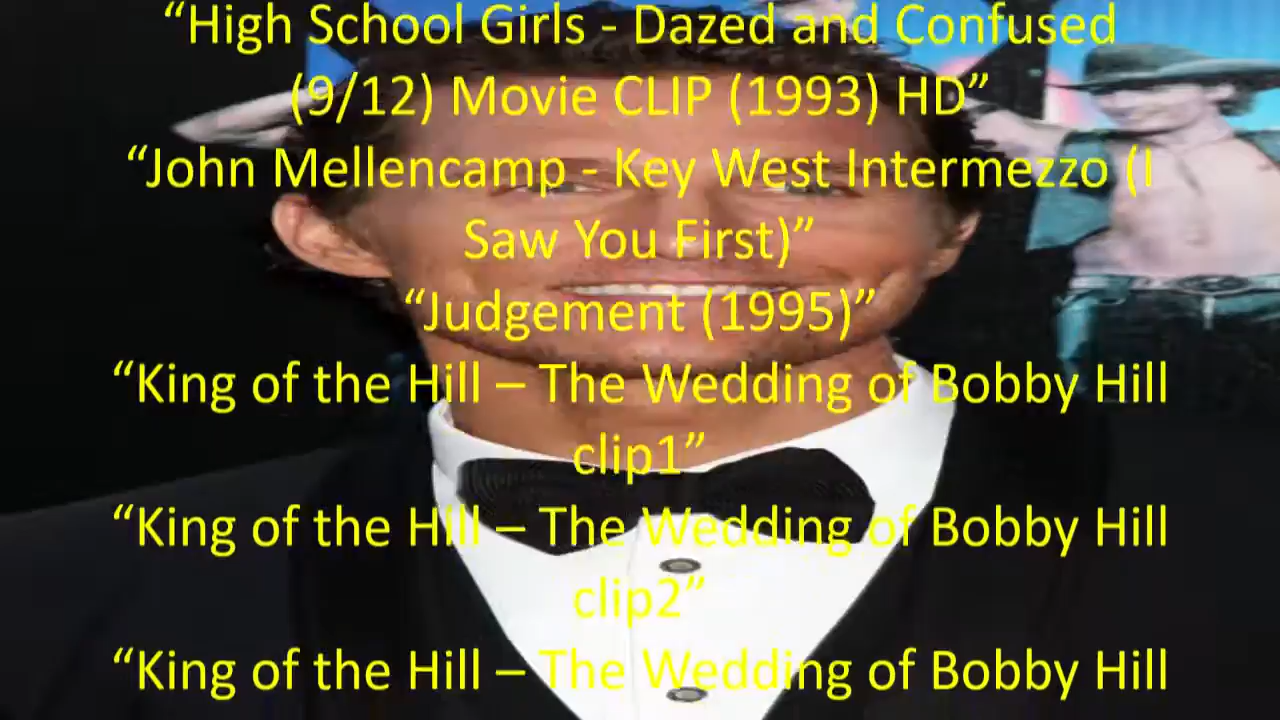 “High School Girls - Dazed and Confused
(9/12) Movie CLIP (1993) HD”
“John Mellencamp - Key West Intermezzo (I
Saw You First)”
“Judgement (1995)”
“King of the Hill – The Wedding of Bobby Hill
clip1”
“King of the Hill – The Wedding of Bobby Hill
clip2”
“King of the Hill – The Wedding of Bobby Hill